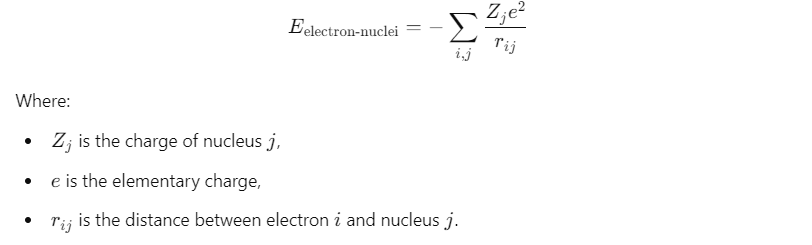 E_{electron-nuclei} = - \sum_{i,j} \frac{Z_j e^2}{r_{ij}}
Where:
• Z_j is the charge of nucleus j,
• e is the elementary charge,
• r_{ij} is the distance between electron i and nucleus j.